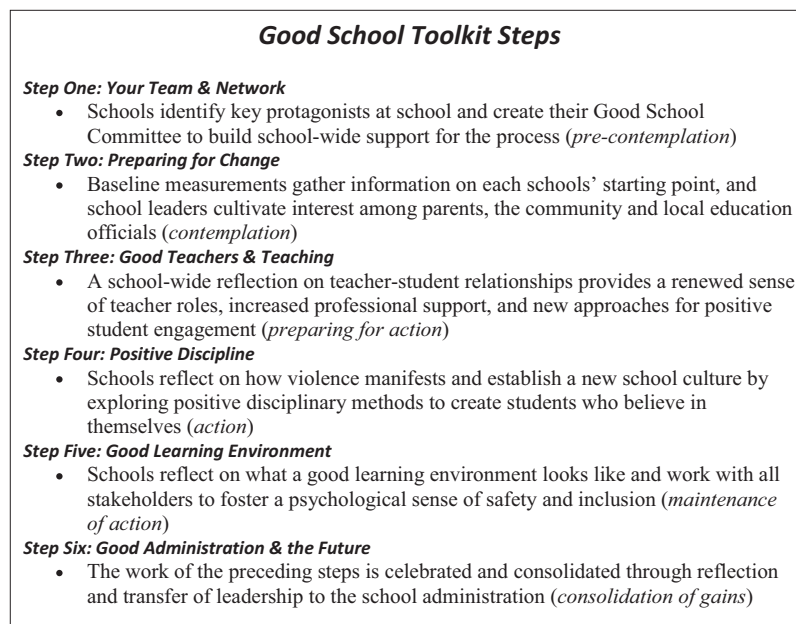 Good School Toolkit Steps
Step One: Your Team & Network
• Schools identify key protagonists at school and create their Good School
Committee to build school-wide support for the process (pre-contemplation)
Step Two: Preparing for Change
• Baseline measurements gather information on each schools' starting point, and
school leaders cultivate interest among parents, the community and local education
officials (contemplation)
Step Three: Good Teachers & Teaching
• A school-wide reflection on teacher-student relationships provides a renewed sense
of teacher roles, increased professional support, and new approaches for positive
student engagement (preparing for action)
Step Four: Positive Discipline
• Schools reflect on how violence manifests and establish a new school culture by
exploring positive disciplinary methods to create students who believe in
themselves (action)
Step Five: Good Learning Environment
• Schools reflect on what a good learning environment looks like and work with all
stakeholders to foster a psychological sense of safety and inclusion (maintenance
of action)
Step Six: Good Administration & the Future
• The work of the preceding steps is celebrated and consolidated through reflection
and transfer of leadership to the school administration (consolidation of gains)